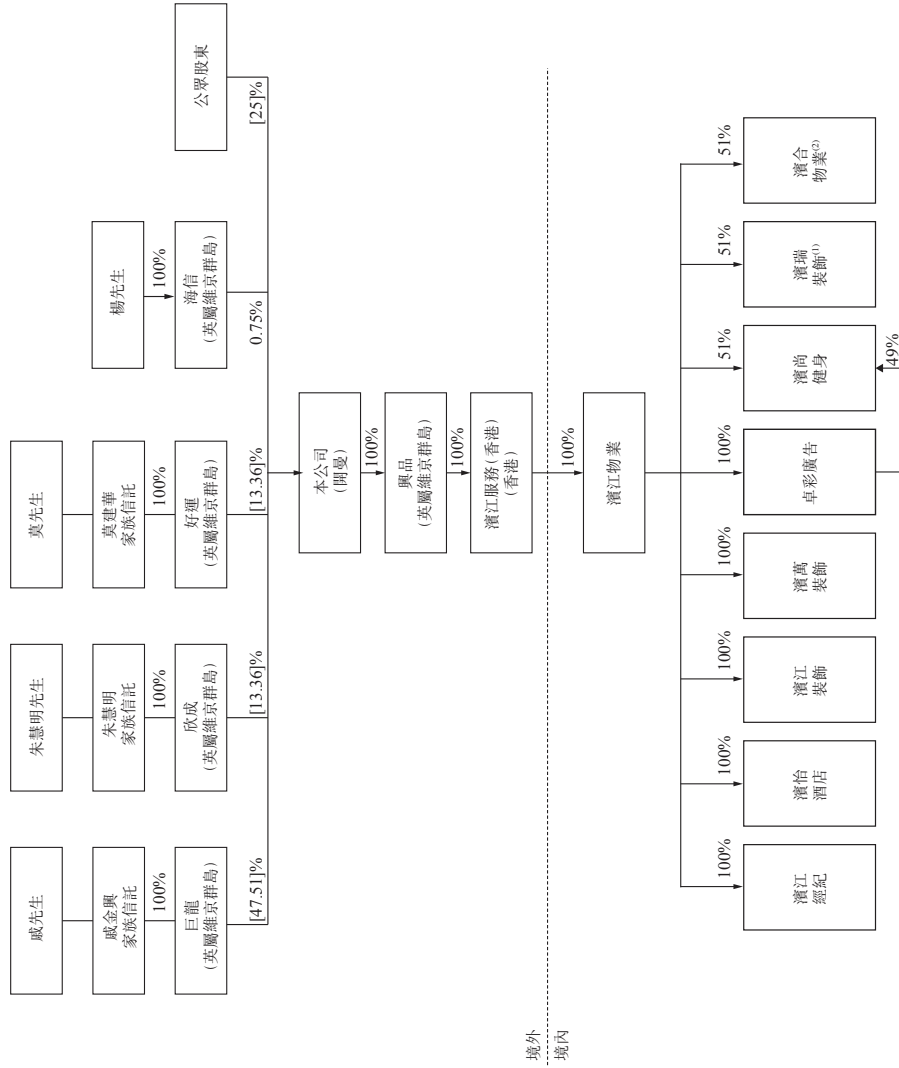 戚先生
朱慧明先生
莫先生
戚金興
家族信託
朱慧明
家族信託
莫建華
家族信託
楊先生
100%
100%
100%
100%
巨龍
(英屬維京群島)
欣成
(英屬維京群島)
好運
(英屬維京群島)
海信
(英屬維京群島)
公眾股東
[47.51]%
[13.36]%
[13.36]%
0.75%
[25]%
本公司
(開曼)
100%
興品
(英屬維京群島)
100%
濱江服務(香港)
(香港)
境外
境內
100%
濱江物業
100%
100%
100%
100%
100%
51%
51%
51%
濱江
經紀
濱怡
酒店
濱江
裝飾
濱萬
裝飾
卓彩廣告
濱尚
健身
濱瑞
裝飾(1)
濱合
物業(2)
49%